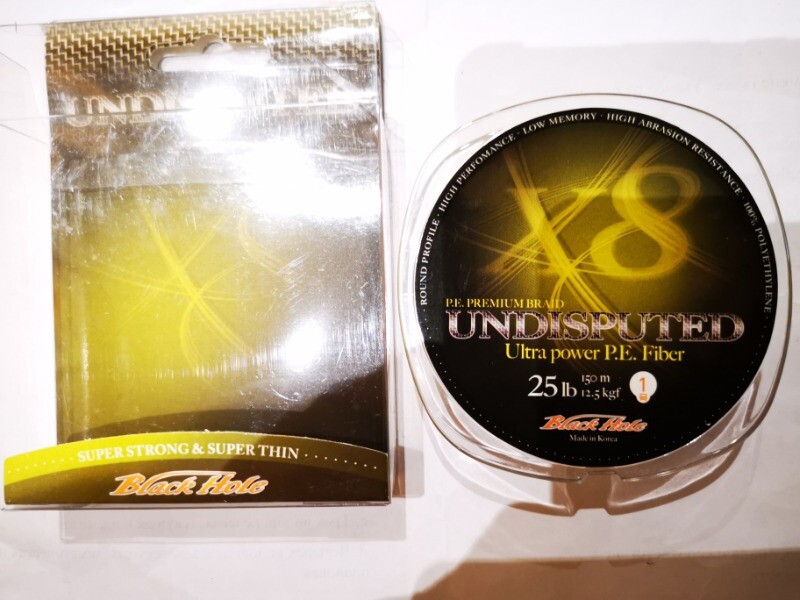 UNDISPUTED
X8
SUPER STRONG & SUPER THIN
Black Hole
ROUND PROFILE · HIGH PERFOMANCE · LOW MEMORY · HIGH ABRASION RESISTANCE · 100% POLYETHYLENE
X8
P.E. PREMIUM BRAID
UNDISPUTED
Ultra power P.E. Fiber
25 lb
150 m
12.5 kgf
1
Black Hole
Made in Korea